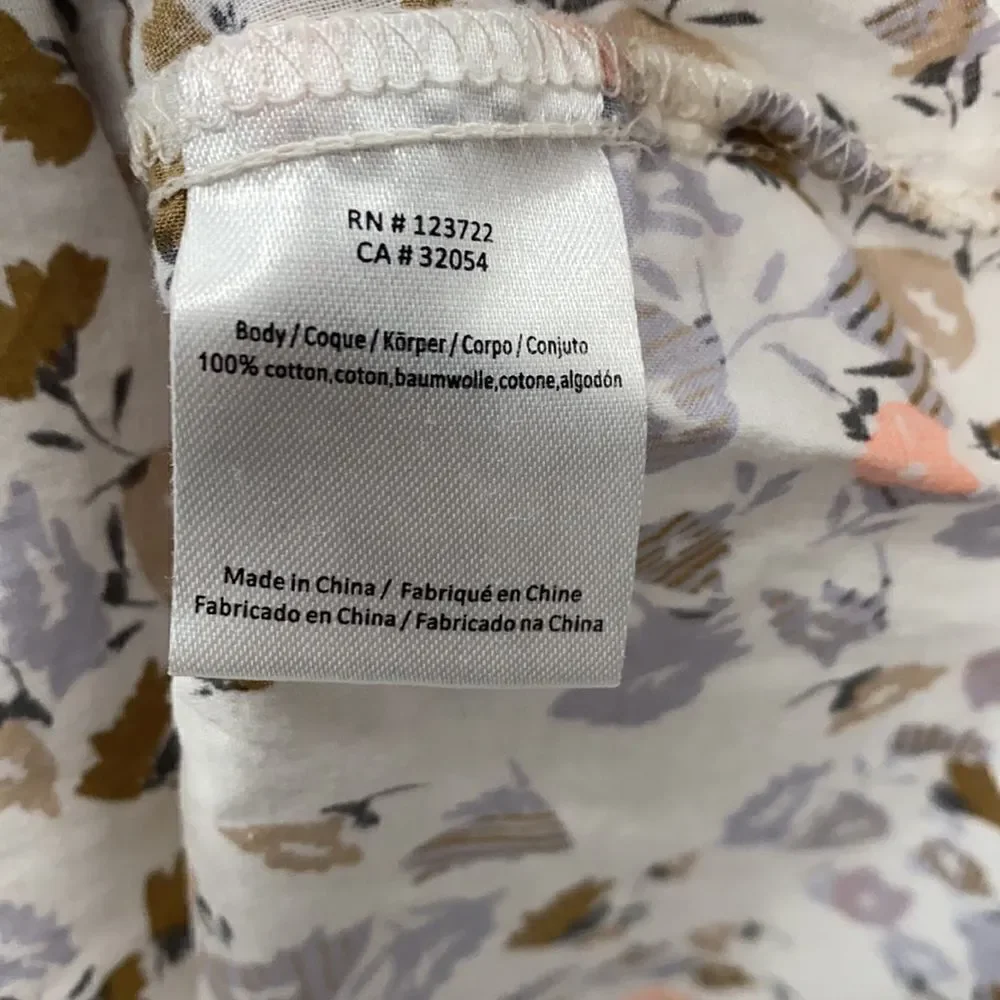 RN # 123722
CA # 32054
Body / Coque / Körper / Corpo / Conjuto
100% cotton,coton,baumwolle,cotone,algodón
Made in China / Fabriqué en Chine
Fabricado en China / Fabricado na China